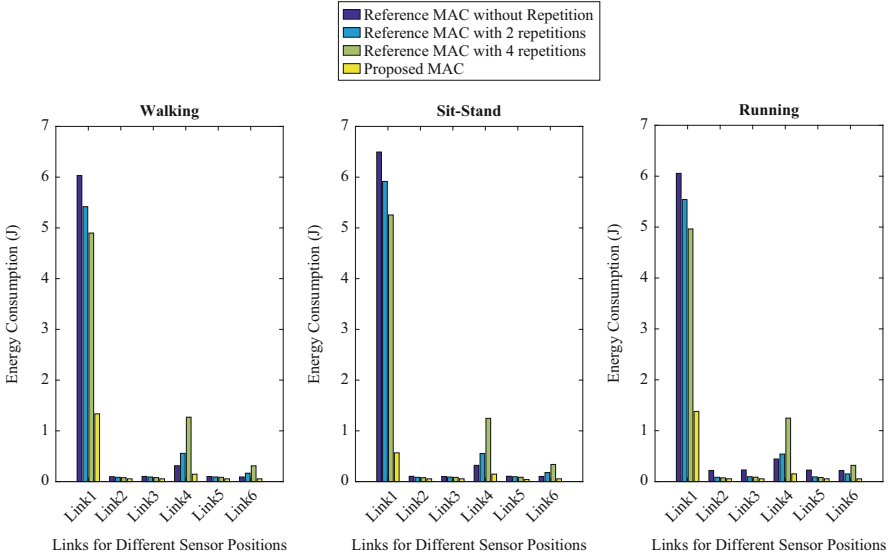 Reference MAC without Repetition
Reference MAC with 2 repetitions
Reference MAC with 4 repetitions
Proposed MAC
Walking
7
6
5
4
3
2
1
0
Energy Consumption (J)
Link1
Link2
Link3
Link4
Link5
Link6
Links for Different Sensor Positions
Sit-Stand
7
6
5
4
3
2
1
0
Energy Consumption (J)
Link1
Link2
Link3
Link4
Link5
Link6
Links for Different Sensor Positions
Running
7
6
5
4
3
2
1
0
Energy Consumption (J)
Link1
Link2
Link3
Link4
Link5
Link6
Links for Different Sensor Positions